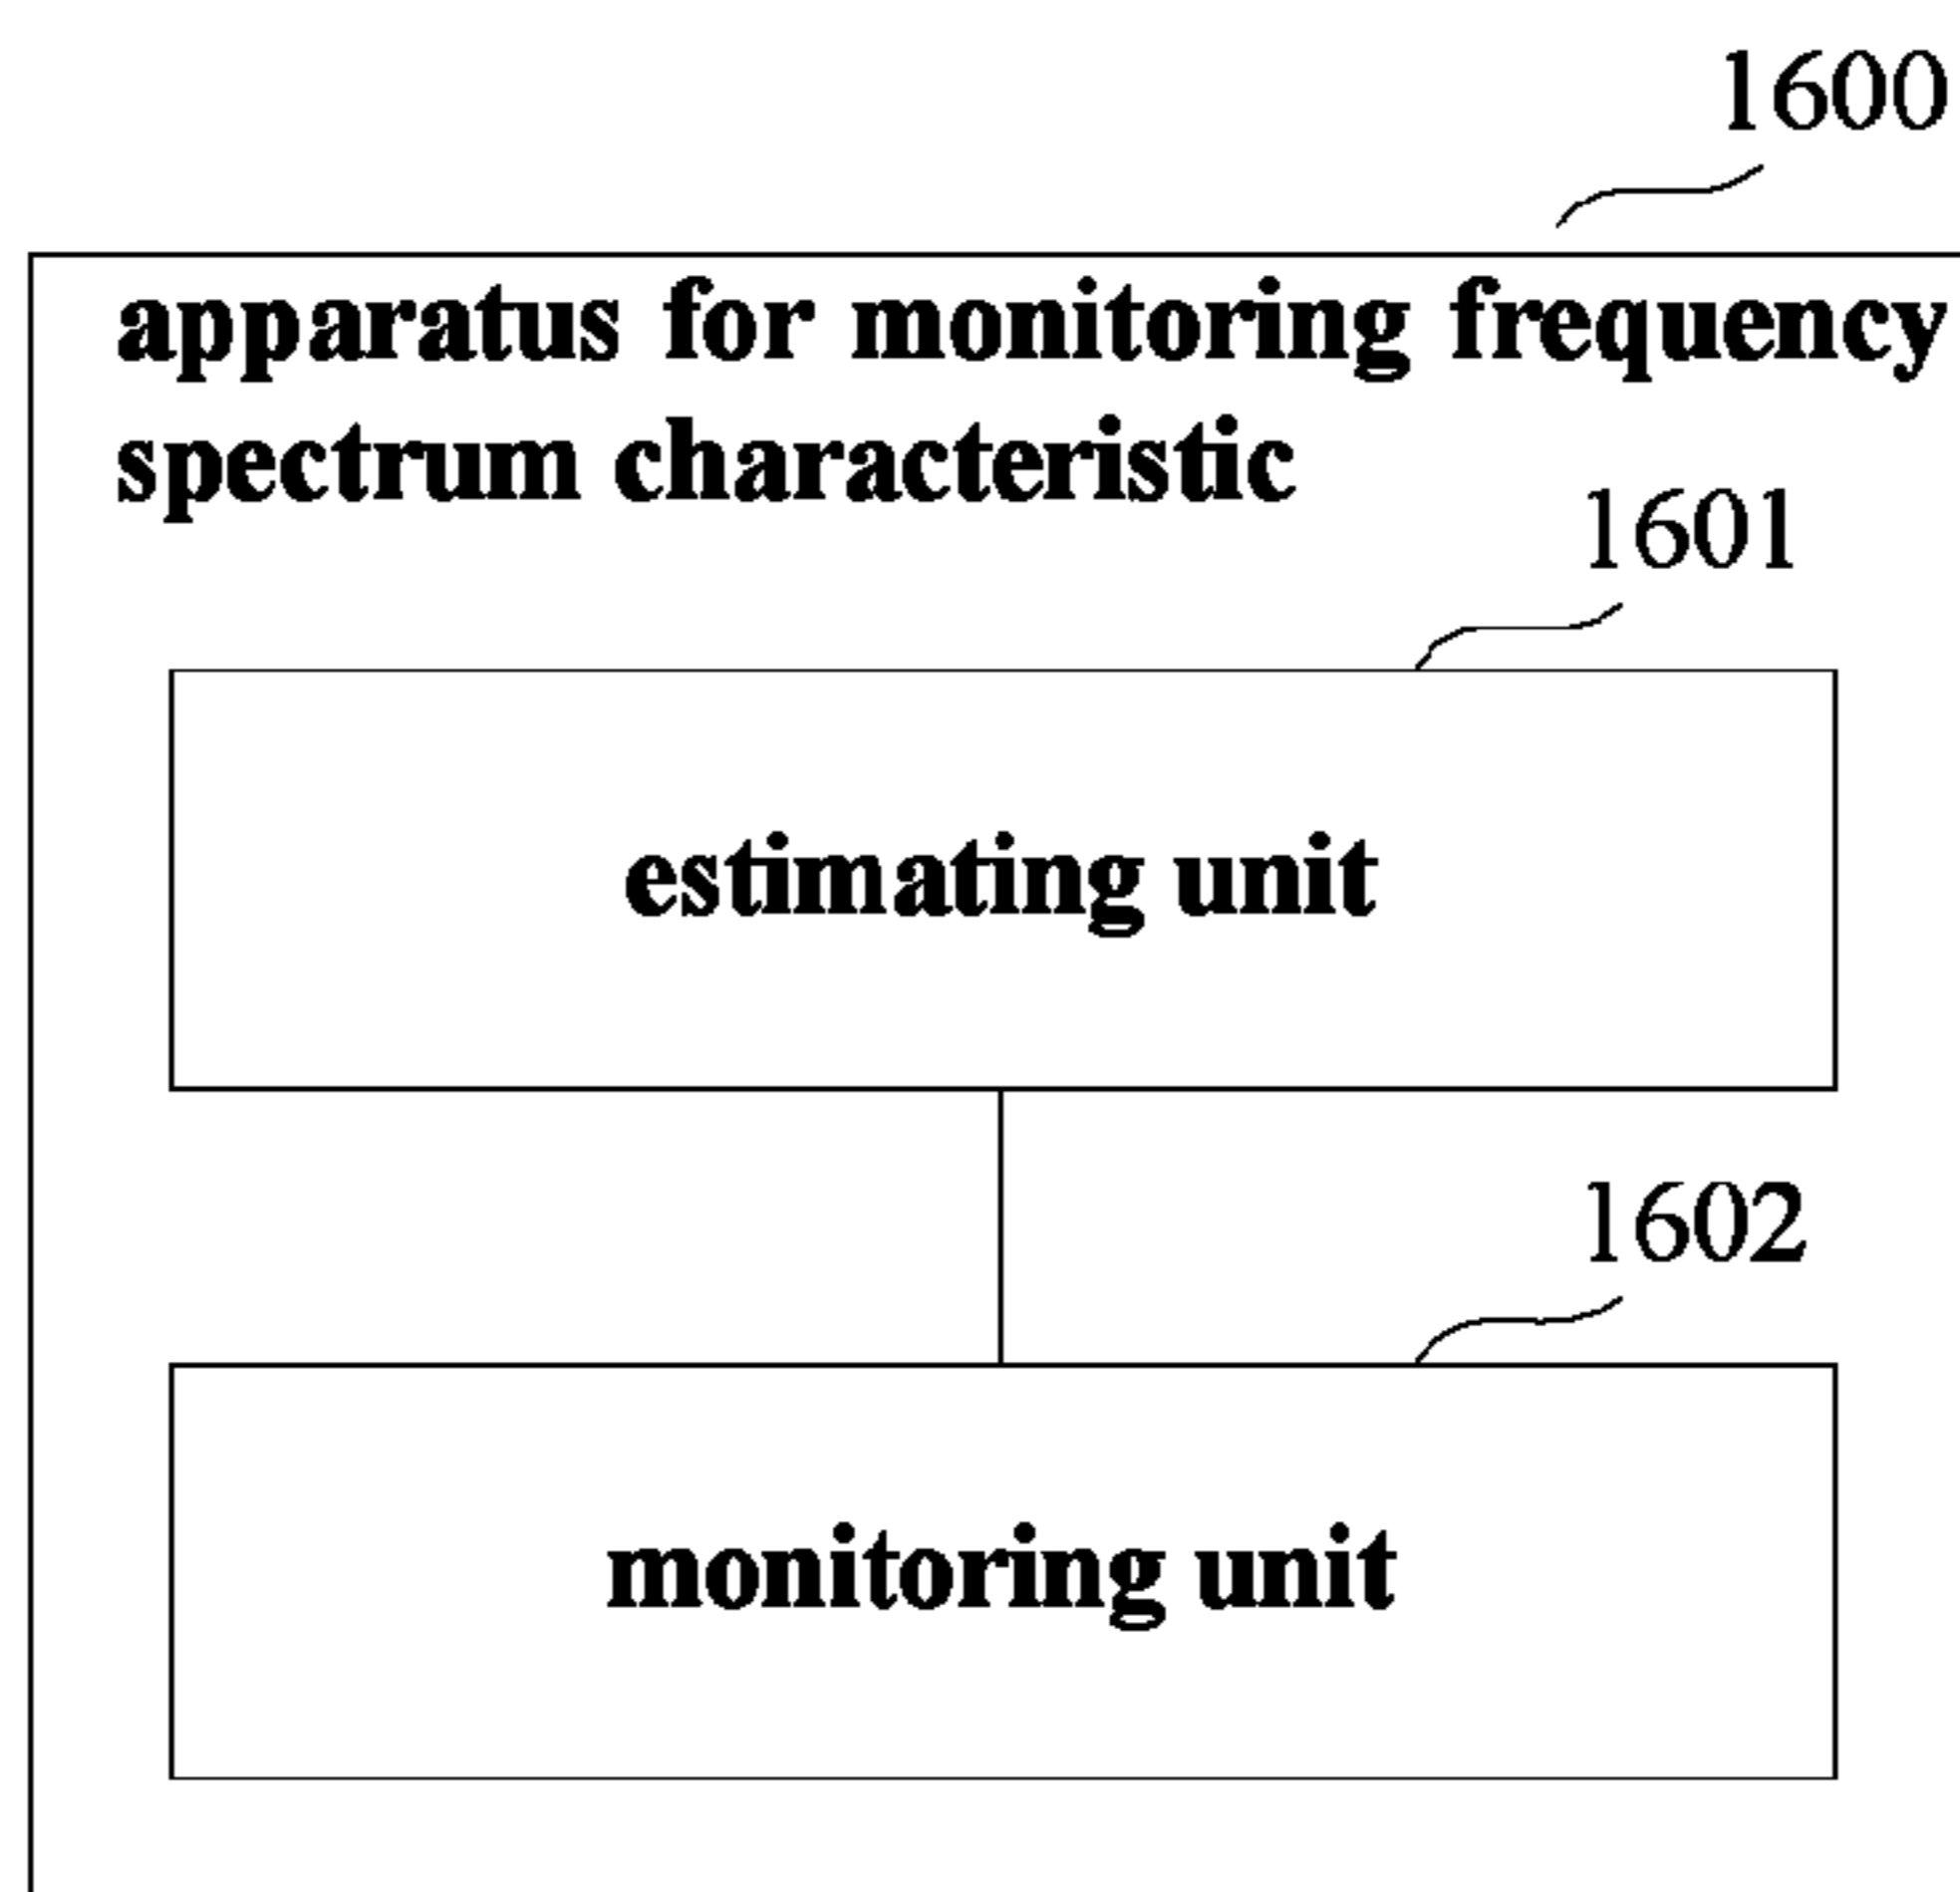 1600
apparatus for monitoring frequency
spectrum characteristic
1601
estimating unit
1602
monitoring unit